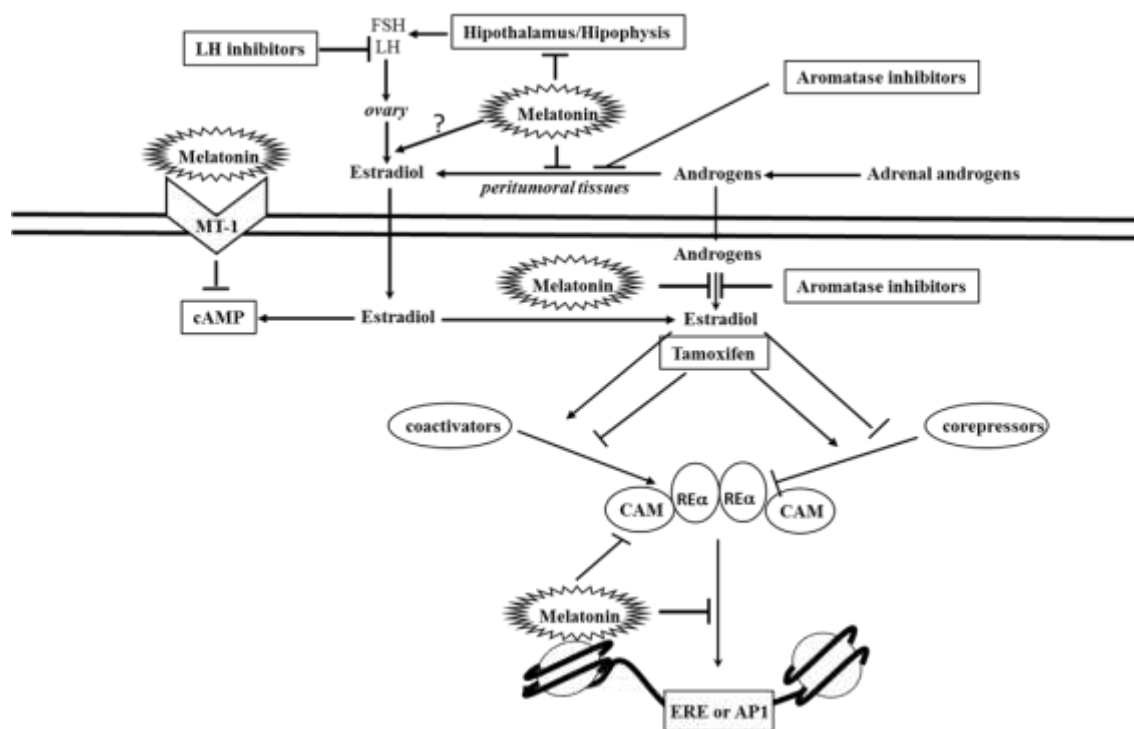 FSH
LH
Hipothalamus/Hipophysis
LH inhibitors
Aromatase inhibitors
ovary
?
Melatonin
Melatonin
Estradiol
peritumoral tissues
Androgens
Adrenal androgens
MT-1
Androgens
Melatonin
Aromatase inhibitors
cAMP
Estradiol
Estradiol
Tamoxifen
coactivators
corepressors
CAM
REα
REα
CAM
Melatonin
ERE or AP1